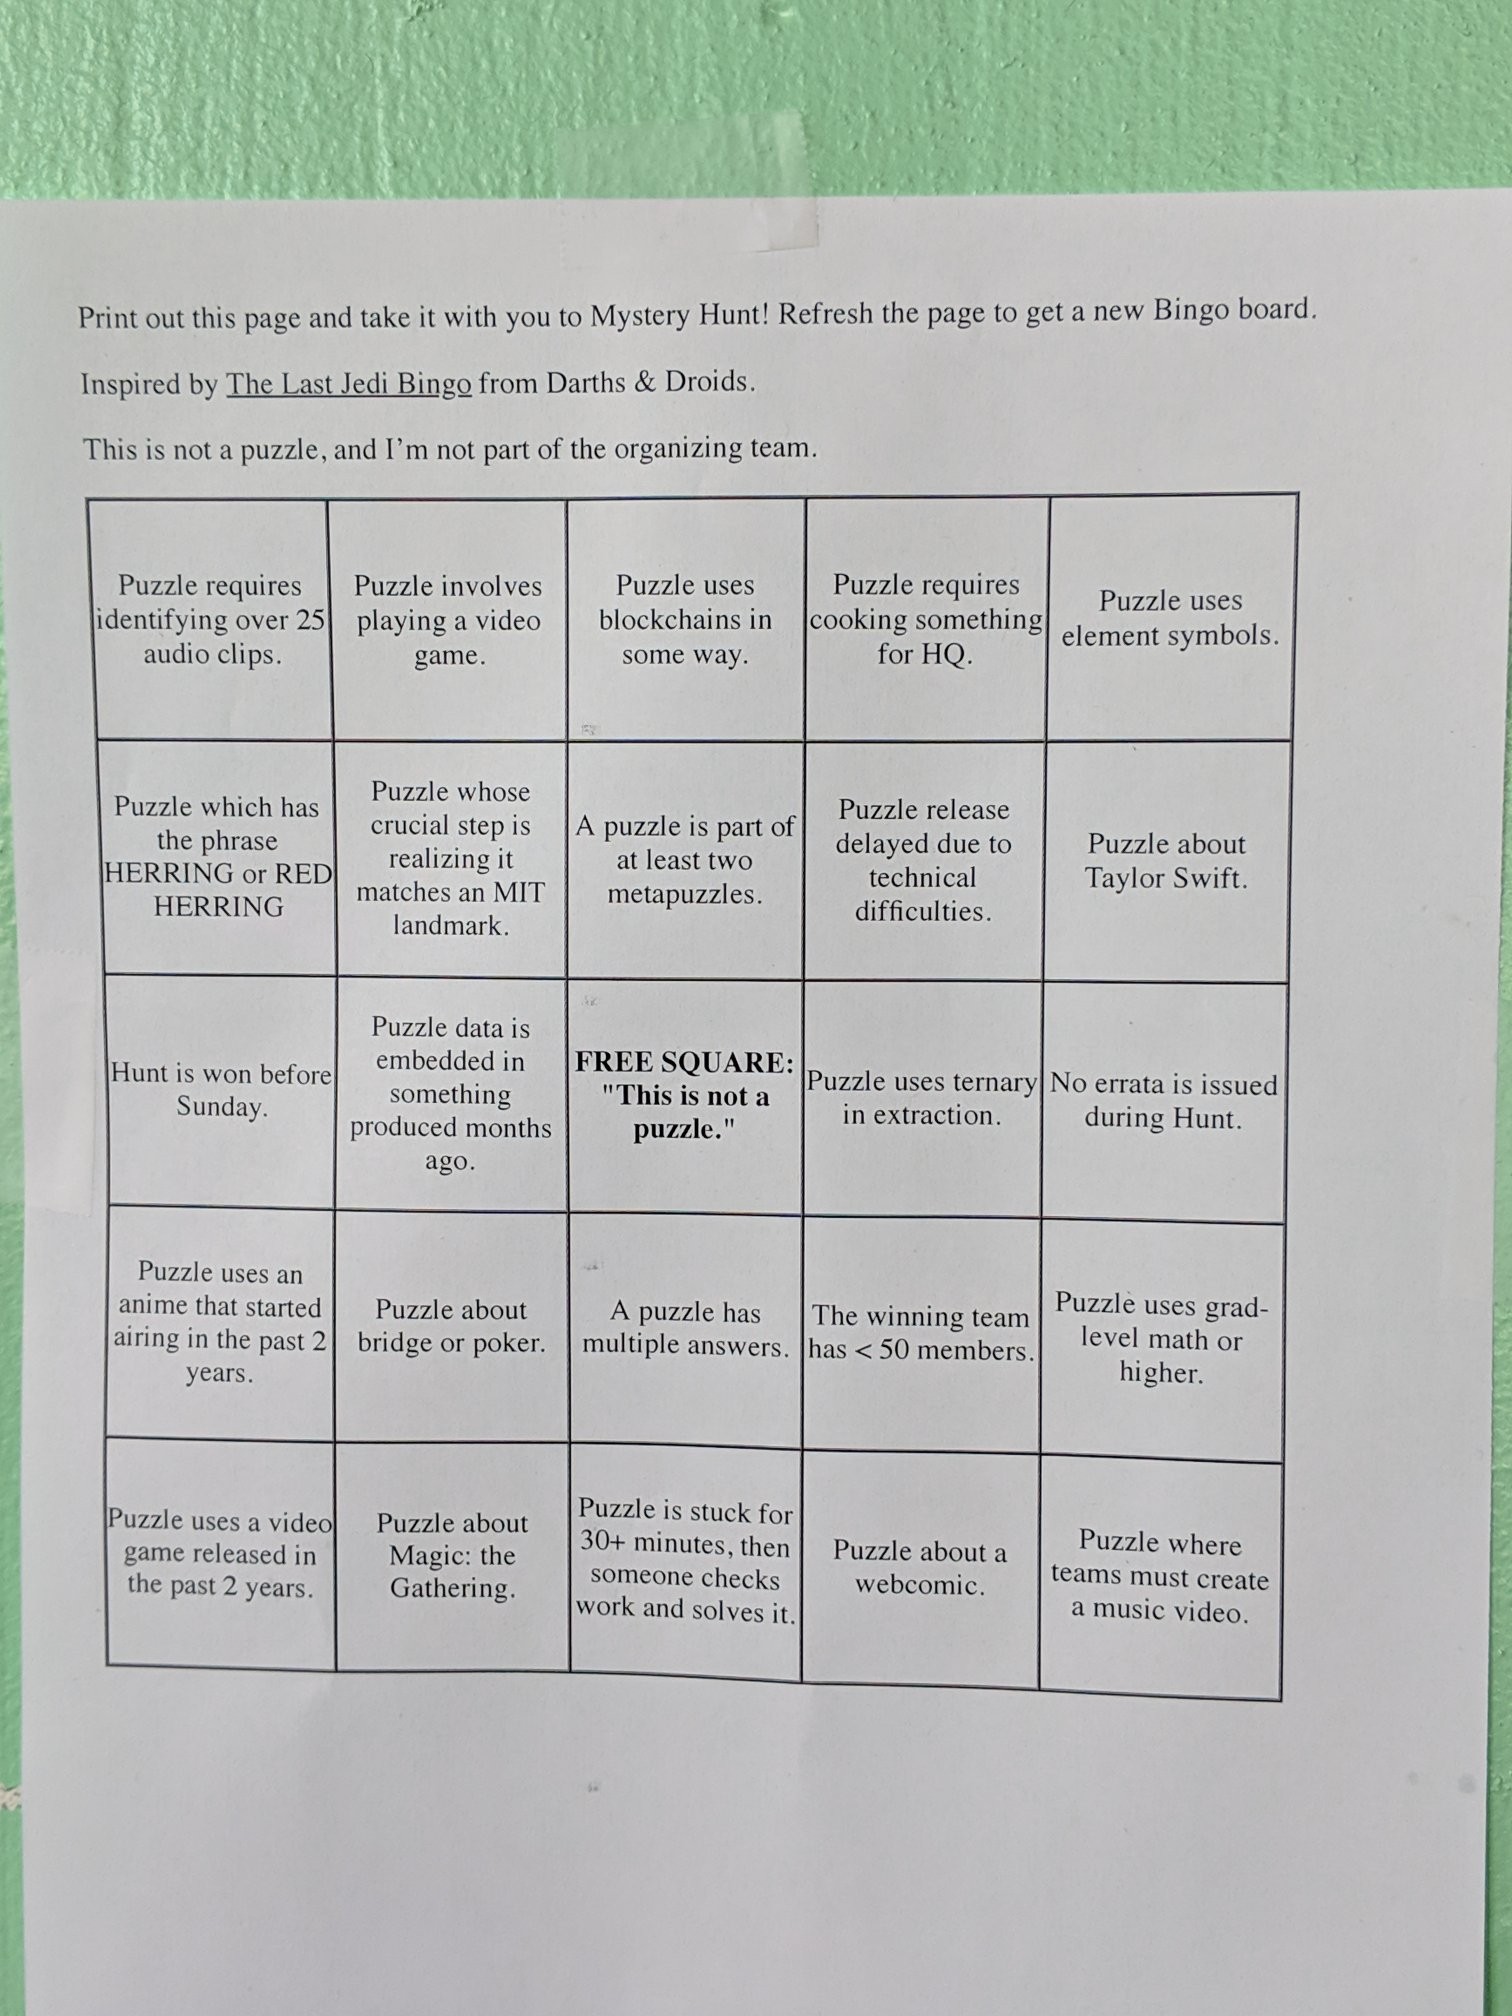 Print out this page and take it with you to Mystery Hunt! Refresh the page to get a new Bingo board.
Inspired by The Last Jedi Bingo from Darths & Droids.
This is not a puzzle, and I'm not part of the organizing team.
Puzzle requires
identifying over 25
audio clips.
Puzzle involves
playing a video
game.
Puzzle uses
blockchains in
some way.
Puzzle requires
cooking something
for HQ.
Puzzle uses
element symbols.
Puzzle which has
the phrase
HERRING or RED
HERRING
Puzzle whose
crucial step is
realizing it
matches an MIT
landmark.
A puzzle is part of
at least two
metapuzzles.
Puzzle release
delayed due to
technical
difficulties.
Puzzle about
Taylor Swift.
Hunt is won before
Sunday.
Puzzle data is
embedded in
something
produced months
ago.
FREE SQUARE:
"This is not a
puzzle."
Puzzle uses ternary
in extraction.
No errata is issued
during Hunt.
Puzzle uses an
anime that started
airing in the past 2
years.
Puzzle about
bridge or poker.
A puzzle has
multiple answers.
The winning team
has < 50 members.
Puzzle uses grad-
level math or
higher.
Puzzle uses a video
game released in
the past 2 years.
Puzzle about
Magic: the
Gathering.
Puzzle is stuck for
30+ minutes, then
someone checks
work and solves it.
Puzzle about a
webcomic.
Puzzle where
teams must create
a music video.